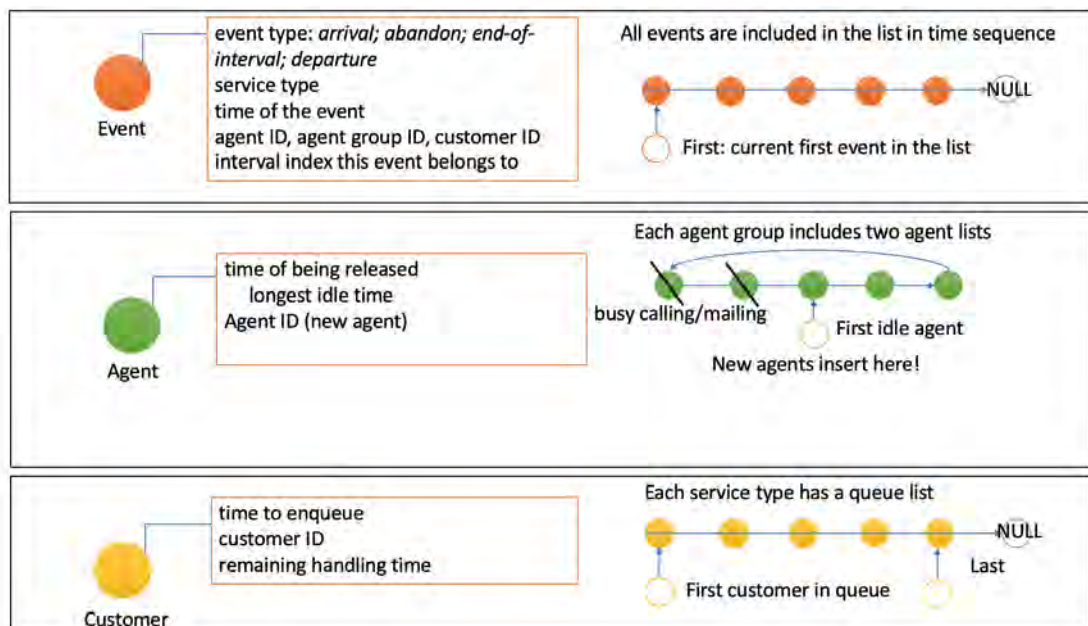 event type: arrival; abandon; end-of-
interval; departure
service type
time of the event
agent ID, agent group ID, customer ID
interval index this event belongs to
Event
All events are included in the list in time sequence
NULL
First: current first event in the list
time of being released
longest idle time
Agent ID (new agent)
Agent
Each agent group includes two agent lists
busy calling/mailing
First idle agent
New agents insert here!
time to enqueue
customer ID
remaining handling time
Customer
Each service type has a queue list
NULL
Last
First customer in queue